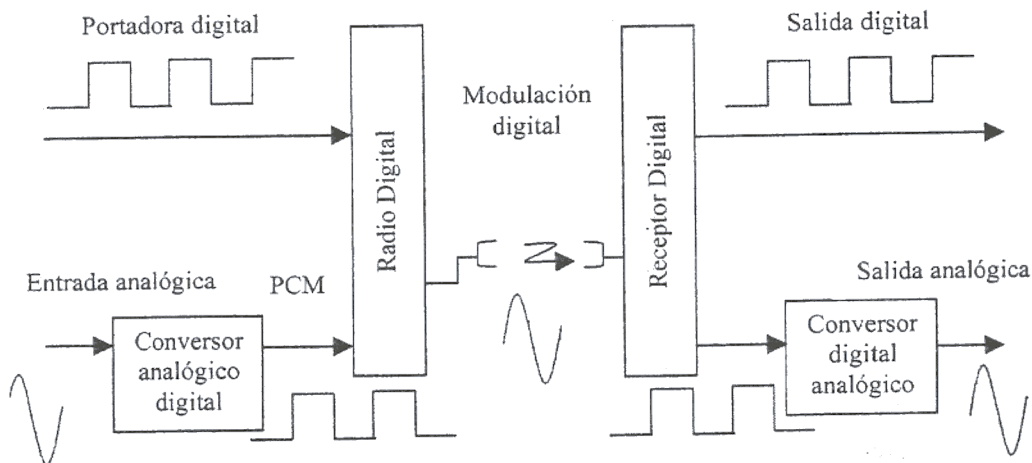 Portadora digital
Salida digital
Modulación
digital
Radio Digital
Receptor Digital
Entrada analógica
PCM
Salida analógica
Conversor
analógico
digital
Conversor
digital
analógico